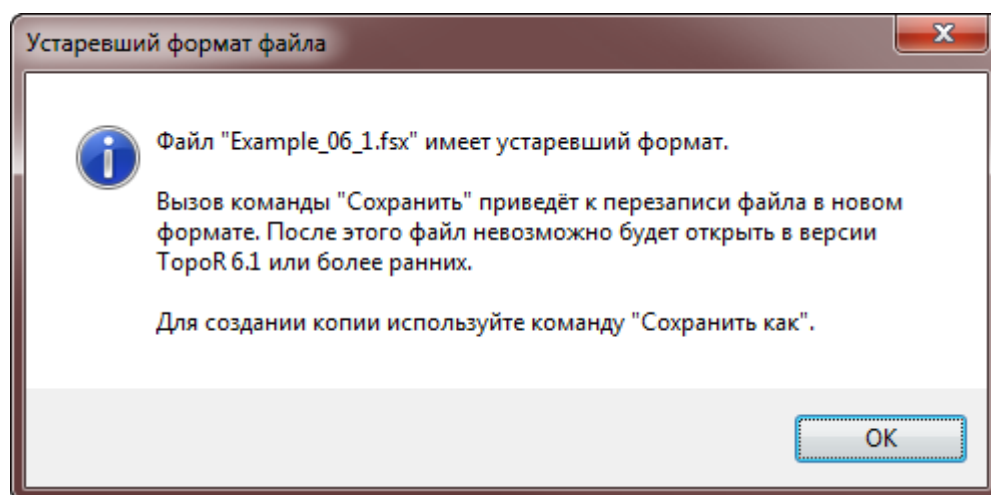 Устаревший формат файла
Файл "Example_06_1.fsx" имеет устаревший формат.
Вызов команды "Сохранить" приведёт к перезаписи файла в новом
формате. После этого файл невозможно будет открыть в версии
TopoR 6.1 или более ранних.
Для создании копии используйте команду "Сохранить как".
OK